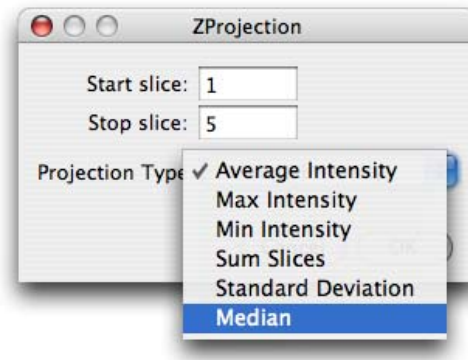 ZProjection
Start slice: 1
Stop slice: 5
Projection Type ✓ Average Intensity
Max Intensity
Min Intensity
Sum Slices
Standard Deviation
Median